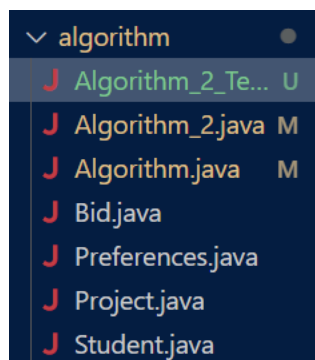 algorithm
Algorithm_2_Te... U
Algorithm_2.java M
Algorithm.java M
Bid.java
Preferences.java
Project.java
Student.java